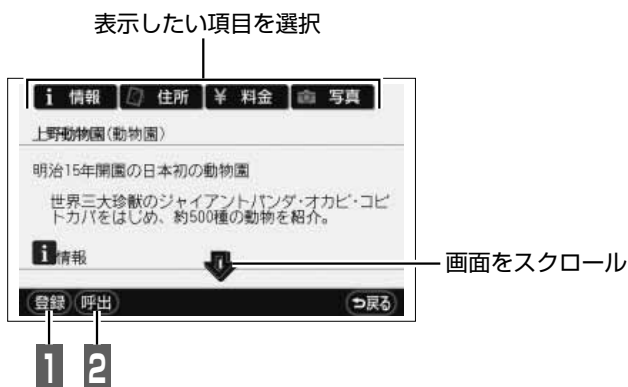 表示したい項目を選択
i 情報 住所 ¥ 料金 写真
上野動物園(動物園)
明治15年開園の日本初の動物園
世界三大珍獣のジャイアントパンダ・オカピ・コビ
トカバをはじめ、約500種の動物を紹介。
i 情報
画面をスクロール
登録 呼出 戻る
1 2